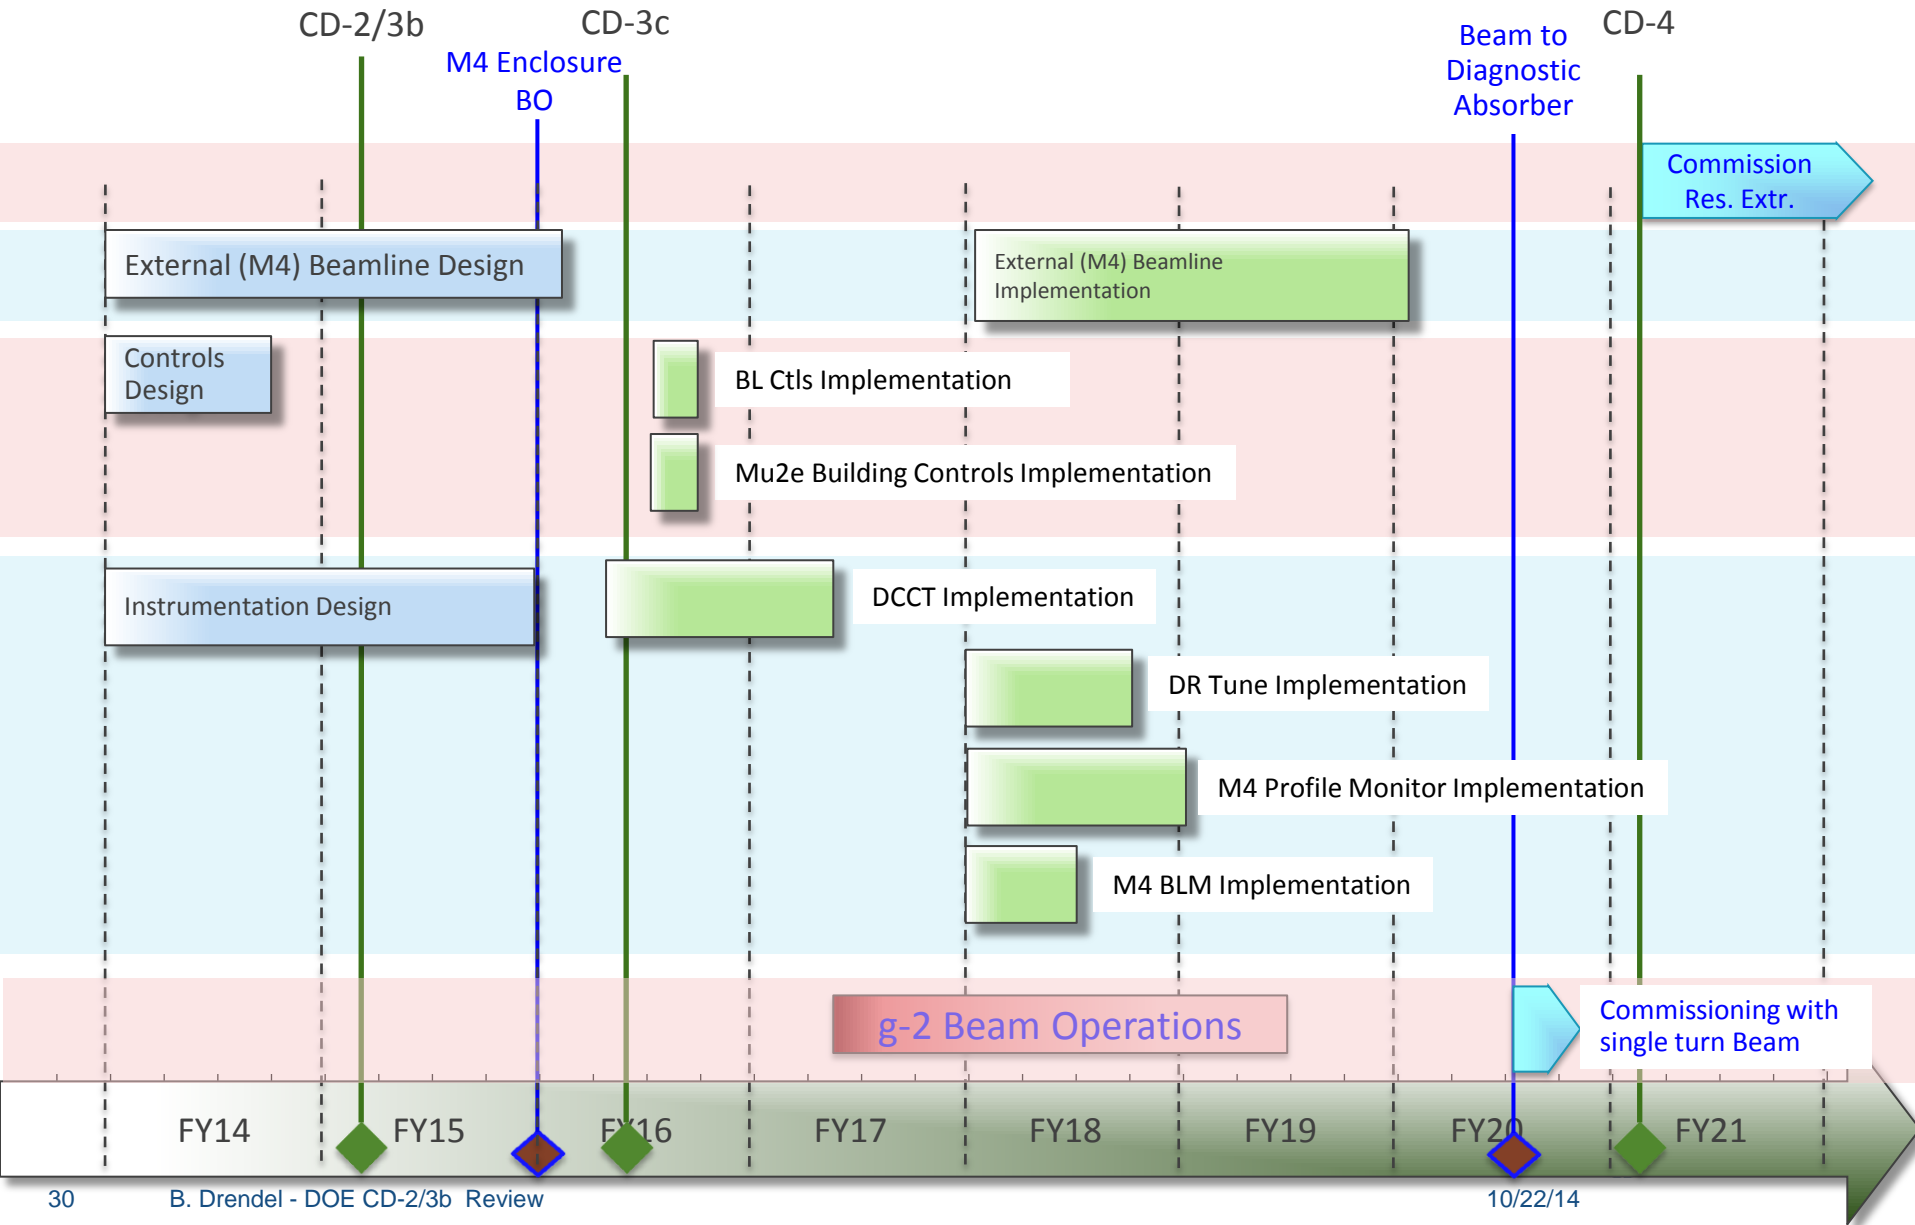 CD-2/3b
CD-3c
CD-4
M4 Enclosure
BO
Beam to
Diagnostic
Absorber
Commission
Res. Extr.
External (M4) Beamline Design
External (M4) Beamline
Implementation
Controls
Design
BL Ctls Implementation
Mu2e Building Controls Implementation
Instrumentation Design
DCCT Implementation
DR Tune Implementation
M4 Profile Monitor Implementation
M4 BLM Implementation
g-2 Beam Operations
Commissioning with
single turn Beam
FY14 FY15 FY16 FY17 FY18 FY19 FY20 FY21
30 B. Drendel - DOE CD-2/3b Review 10/22/14